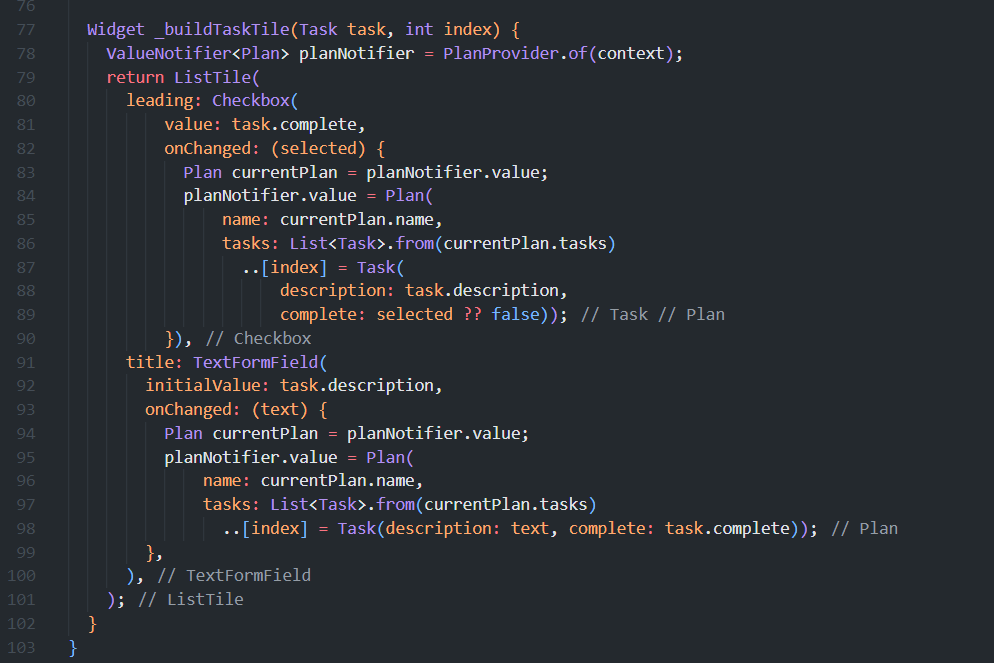 76
77 Widget _buildTaskTile(Task task, int index) {
78 ValueNotifier<Plan> planNotifier = PlanProvider.of(context);
79 return ListTile(
80 leading: Checkbox(
81 value: task.complete,
82 onChanged: (selected) {
83 Plan currentPlan = planNotifier.value;
84 planNotifier.value = Plan(
85 name: currentPlan.name,
86 tasks: List<Task>.from(currentPlan.tasks)
87 ..[index] = Task(
88 description: task.description,
89 complete: selected ?? false)); // Task // Plan
90 }), // Checkbox
91 title: TextFormField(
92 initialValue: task.description,
93 onChanged: (text) {
94 Plan currentPlan = planNotifier.value;
95 planNotifier.value = Plan(
96 name: currentPlan.name,
97 tasks: List<Task>.from(currentPlan.tasks)
98 ..[index] = Task(description: text, complete: task.complete)); // Plan
99 },
100 ), // TextFormField
101 ); // ListTile
102 }
103 }